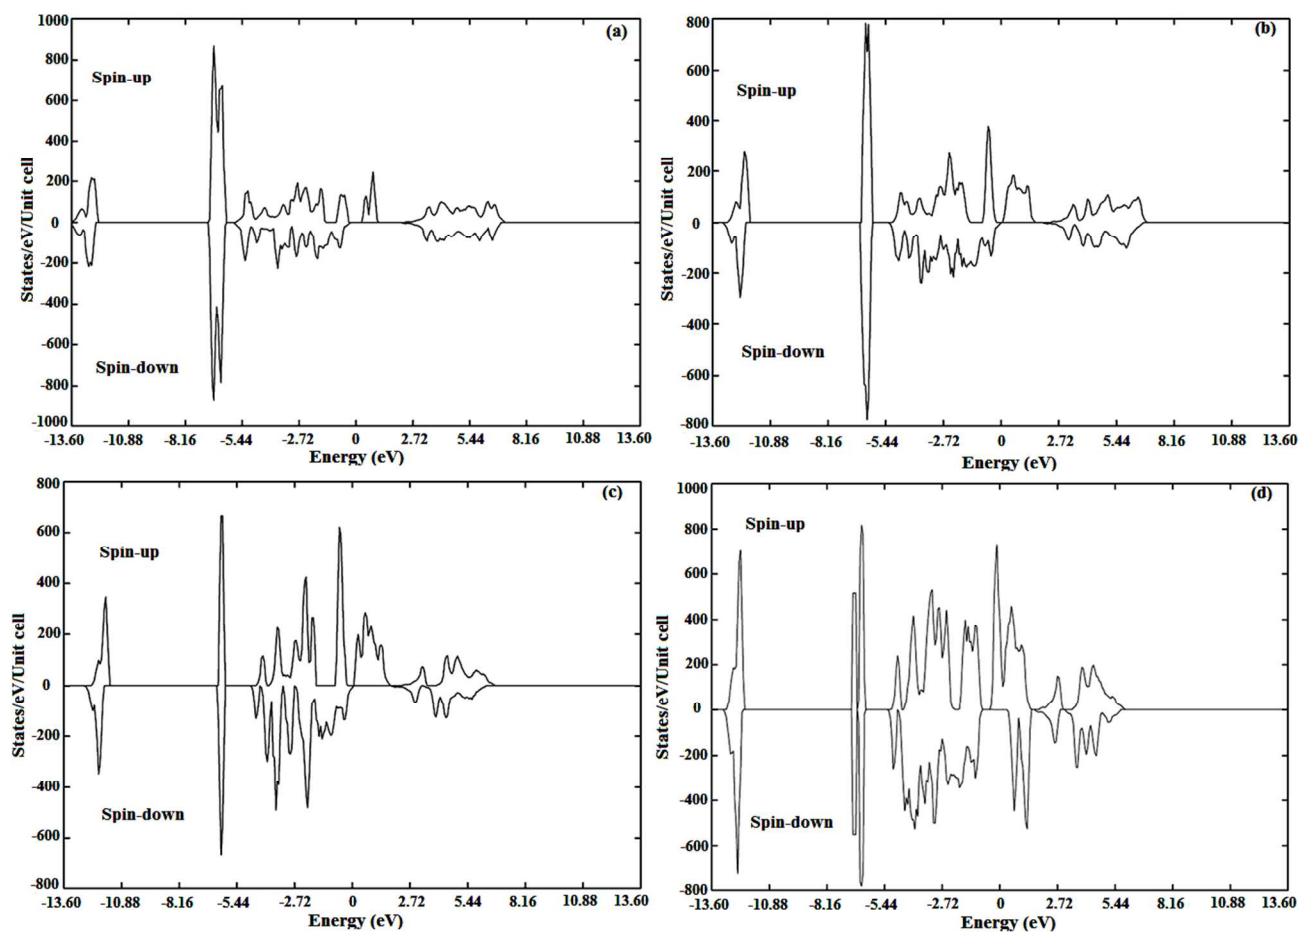 1000
(a)
800
Spin-up
600
400
200
0
-200
-400
Spin-down
-600
-800
-1000
States/eV/Unit cell
-13.60 -10.88 -8.16 -5.44 -2.72 0 2.72 5.44 8.16 10.88 13.60
Energy (eV)
800
(b)
600
Spin-up
400
200
0
-200
-400
Spin-down
-600
-800
States/eV/Unit cell
-13.60 -10.88 -8.16 -5.44 -2.72 0 2.72 5.44 8.16 10.88 13.60
Energy (eV)
800
(c)
600
Spin-up
400
200
0
-200
-400
Spin-down
-600
-800
States/eV/Unit cell
-13.60 -10.88 -8.16 -5.44 -2.72 0 2.72 5.44 8.16 10.88 13.60
Energy (eV)
1000
(d)
800
Spin-up
600
400
200
0
-200
-400
Spin-down
-600
-800
States/eV/Unit cell
-13.60 -10.88 -8.16 -5.44 -2.72 0 2.72 5.44 8.16 10.88 13.60
Energy (eV)